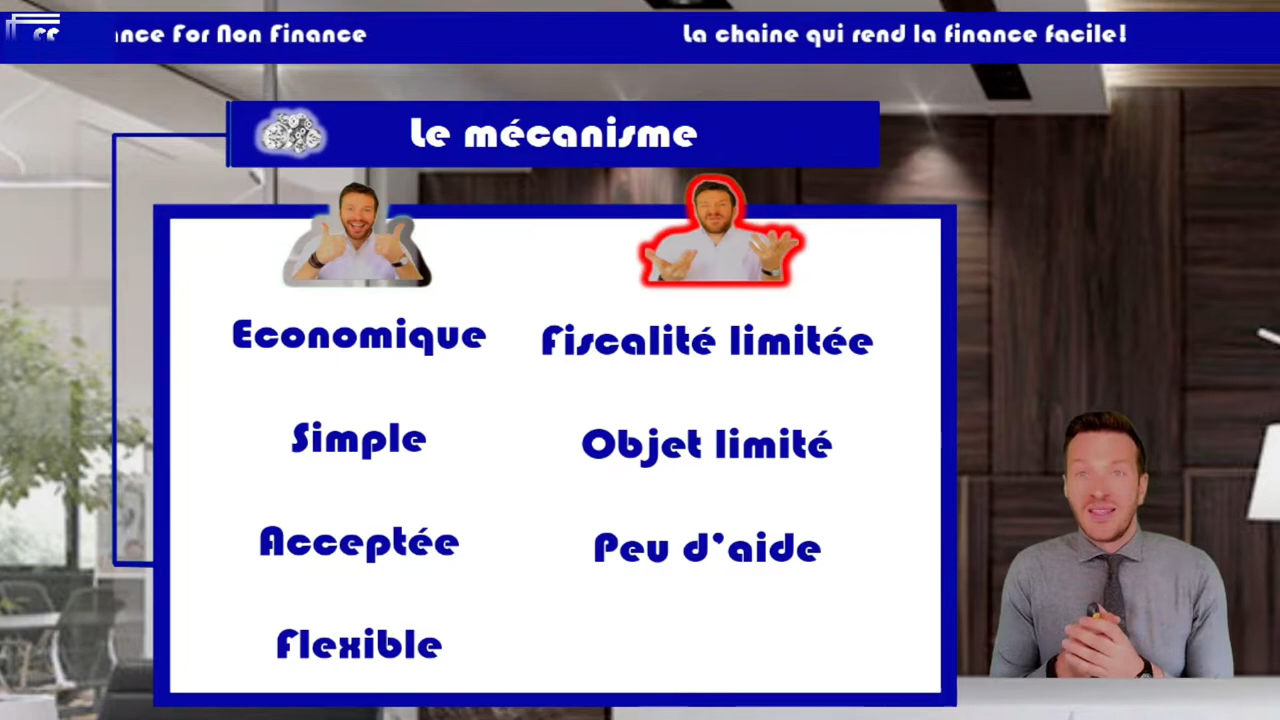 ance For Non Finance
La chaine qui rend la finance facile!
Le mécanisme
Economique
Fiscalité limitée
Simple
Objet limité
Acceptée
Peu d'aide
Flexible